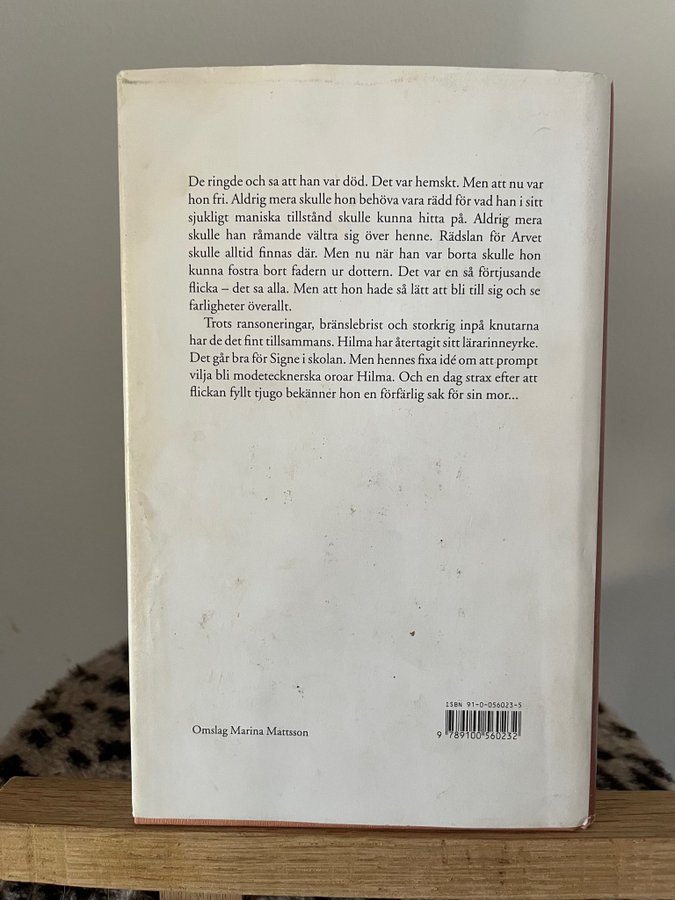 De ringde och sa att han var död. Det var hemskt. Men att nu var
hon fri. Aldrig mera skulle hon behöva vara rädd för vad han i sitt
sjukligt maniska tillstånd skulle kunna hitta på. Aldrig mera
skulle han råmande vältra sig över henne. Rädslan för Arvet
skulle alltid finnas där. Men nu när han var borta skulle hon
kunna fostra bort fadern ur dottern. Det var en så förtjusande
flicka – det sa alla. Men att hon hade så lätt att bli till sig och se
farligheter överallt.
Trots ransoneringar, bränslebrist och storkrig inpå knutarna
har de det fint tillsammans. Hilma har återtagit sitt lärarinneyrke.
Det går bra för Signe i skolan. Men hennes fixa idé om att prompt
vilja bli modetecknerska oroar Hilma. Och en dag strax efter att
flickan fyllt tjugo bekänner hon en förfärlig sak för sin mor...
ISBN 91-0-056023-5
9 789100 560232
Omslag Marina Mattsson